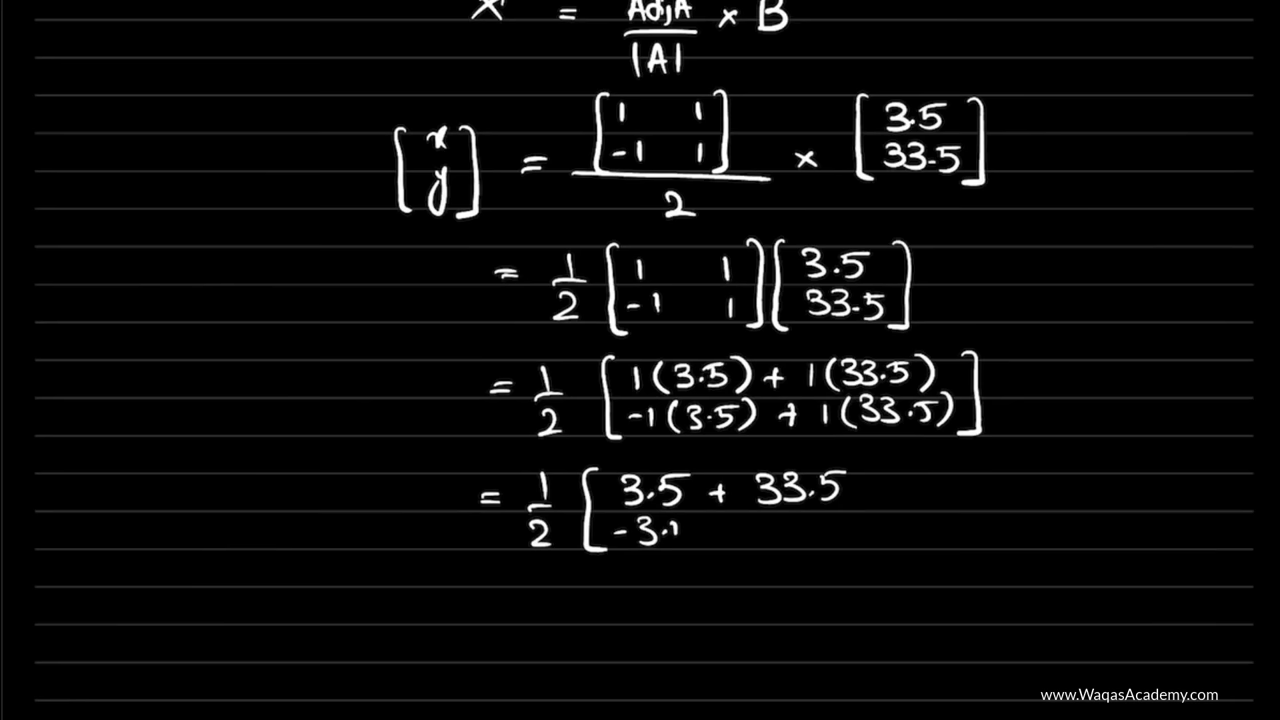 X = AdjA/|A| × B
[x y] = [1 1 -1 1]/2 × [3.5 33.5]
= 1/2 [1 1 -1 1][3.5 33.5]
= 1/2 [1(3.5) + 1(33.5) -1(3.5) + 1(33.5)]
= 1/2 [3.5 + 33.5 -3.
www.WaqasAcademy.com